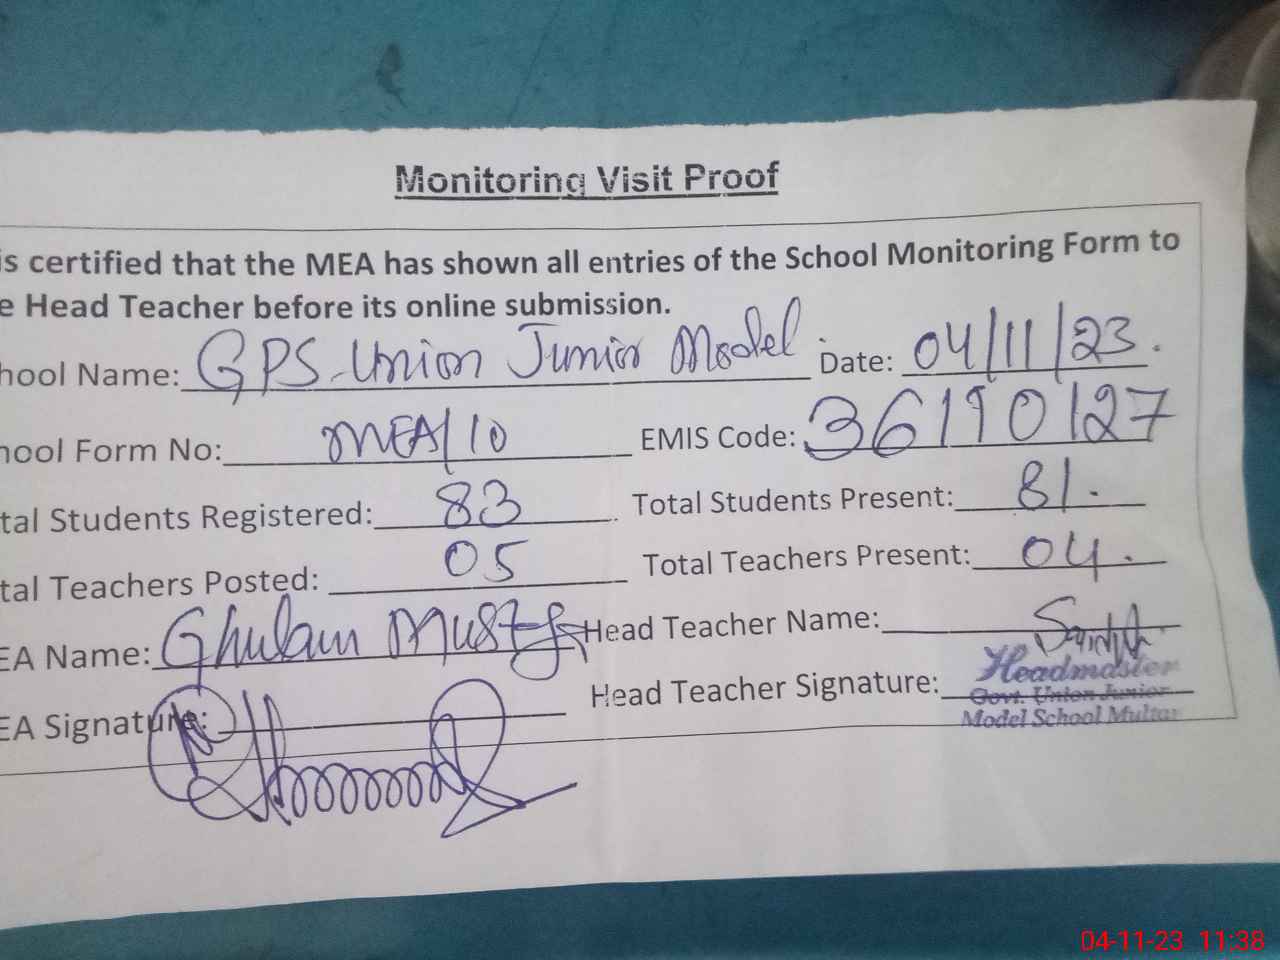 Monitoring Visit Proof
is certified that the MEA has shown all entries of the School Monitoring Form to
e Head Teacher before its online submission.
hool Name: GPS Union Junior Model Date: 04/11/23.
hool Form No: MEA/10 EMIS Code: 36190127
tal Students Registered: 83 Total Students Present: 81.
tal Teachers Posted: 05 Total Teachers Present: 04.
EA Name: Ghulam Head Teacher Name:
Headmaster
EA Signature: Head Teacher Signature:
Govt. Union Junior
Model School Multan
04-11-23 11:38